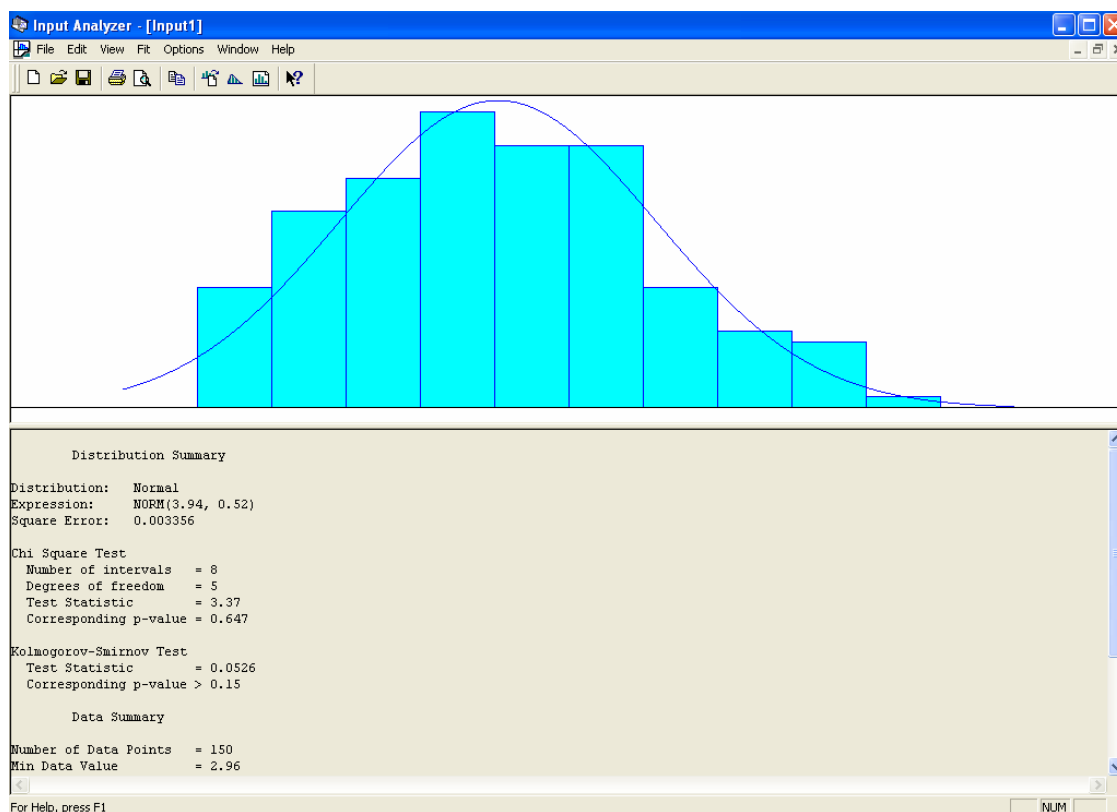 Input Analyzer - [Input1]
File Edit View Fit Options Window Help
Distribution Summary
Distribution: Normal
Expression: NORM(3.94, 0.52)
Square Error: 0.003356
Chi Square Test
Number of intervals = 8
Degrees of freedom = 5
Test Statistic = 3.37
Corresponding p-value = 0.647
Kolmogorov-Smirnov Test
Test Statistic = 0.0526
Corresponding p-value > 0.15
Data Summary
Number of Data Points = 150
Min Data Value = 2.96
For Help, press F1
NUM